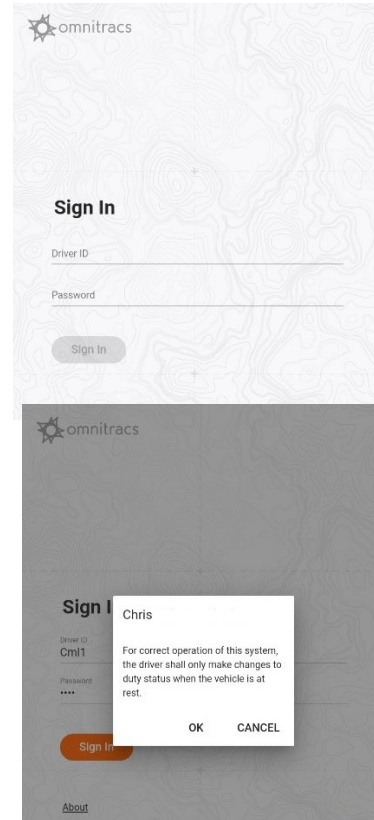 omnitracs
Sign In
Driver ID
Password
Sign In
omnitracs
Sign I
Driver ID
Cml1
Password
••••
Sign In
Chris
For correct operation of this system,
the driver shall only make changes to
duty status when the vehicle is at
rest.
OK CANCEL
About